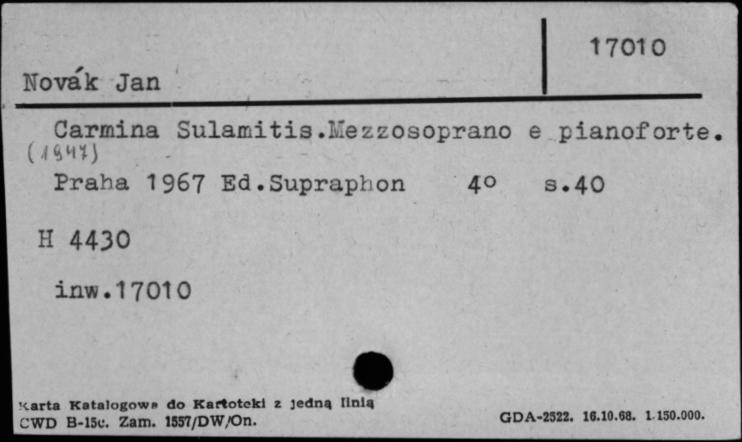 17010
Novák Jan
Carmina Sulamitis.Mezzosoprano e pianoforte.
(1947)
Praha 1967 Ed.Supraphon 4° s.40
H 4430
inw.17010
Karta Katalogowa do Kartoteki z jedną linią
CWD B-15c. Zam. 1557/DW/On.
GDA-2522. 16.10.68. 1.150.000.